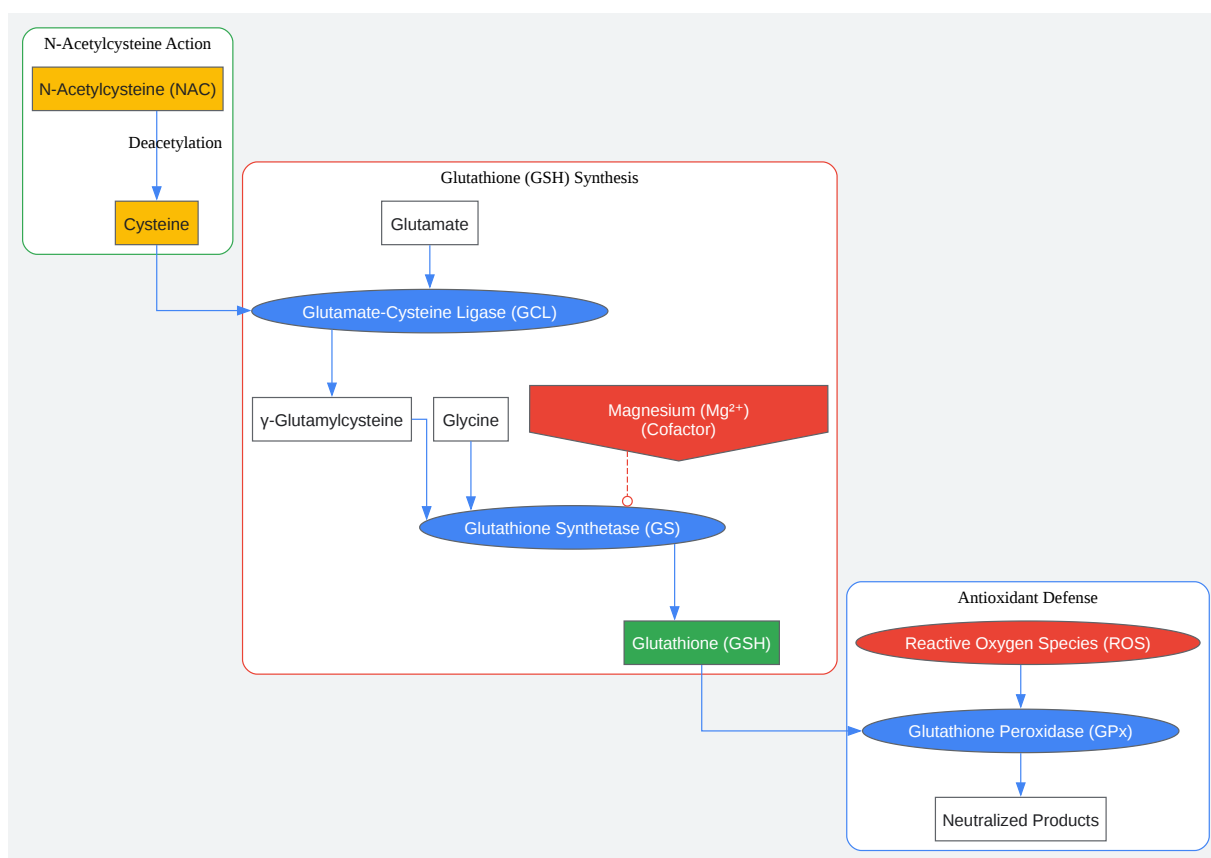 N-Acetylcysteine Action
N-Acetylcysteine (NAC)
Deacetylation
Cysteine
Glutathione (GSH) Synthesis
Glutamate
Glutamate-Cysteine Ligase (GCL)
γ-Glutamylcysteine
Glycine
Magnesium (Mg²⁺)
(Cofactor)
Glutathione Synthetase (GS)
Glutathione (GSH)
Antioxidant Defense
Reactive Oxygen Species (ROS)
Glutathione Peroxidase (GPx)
Neutralized Products